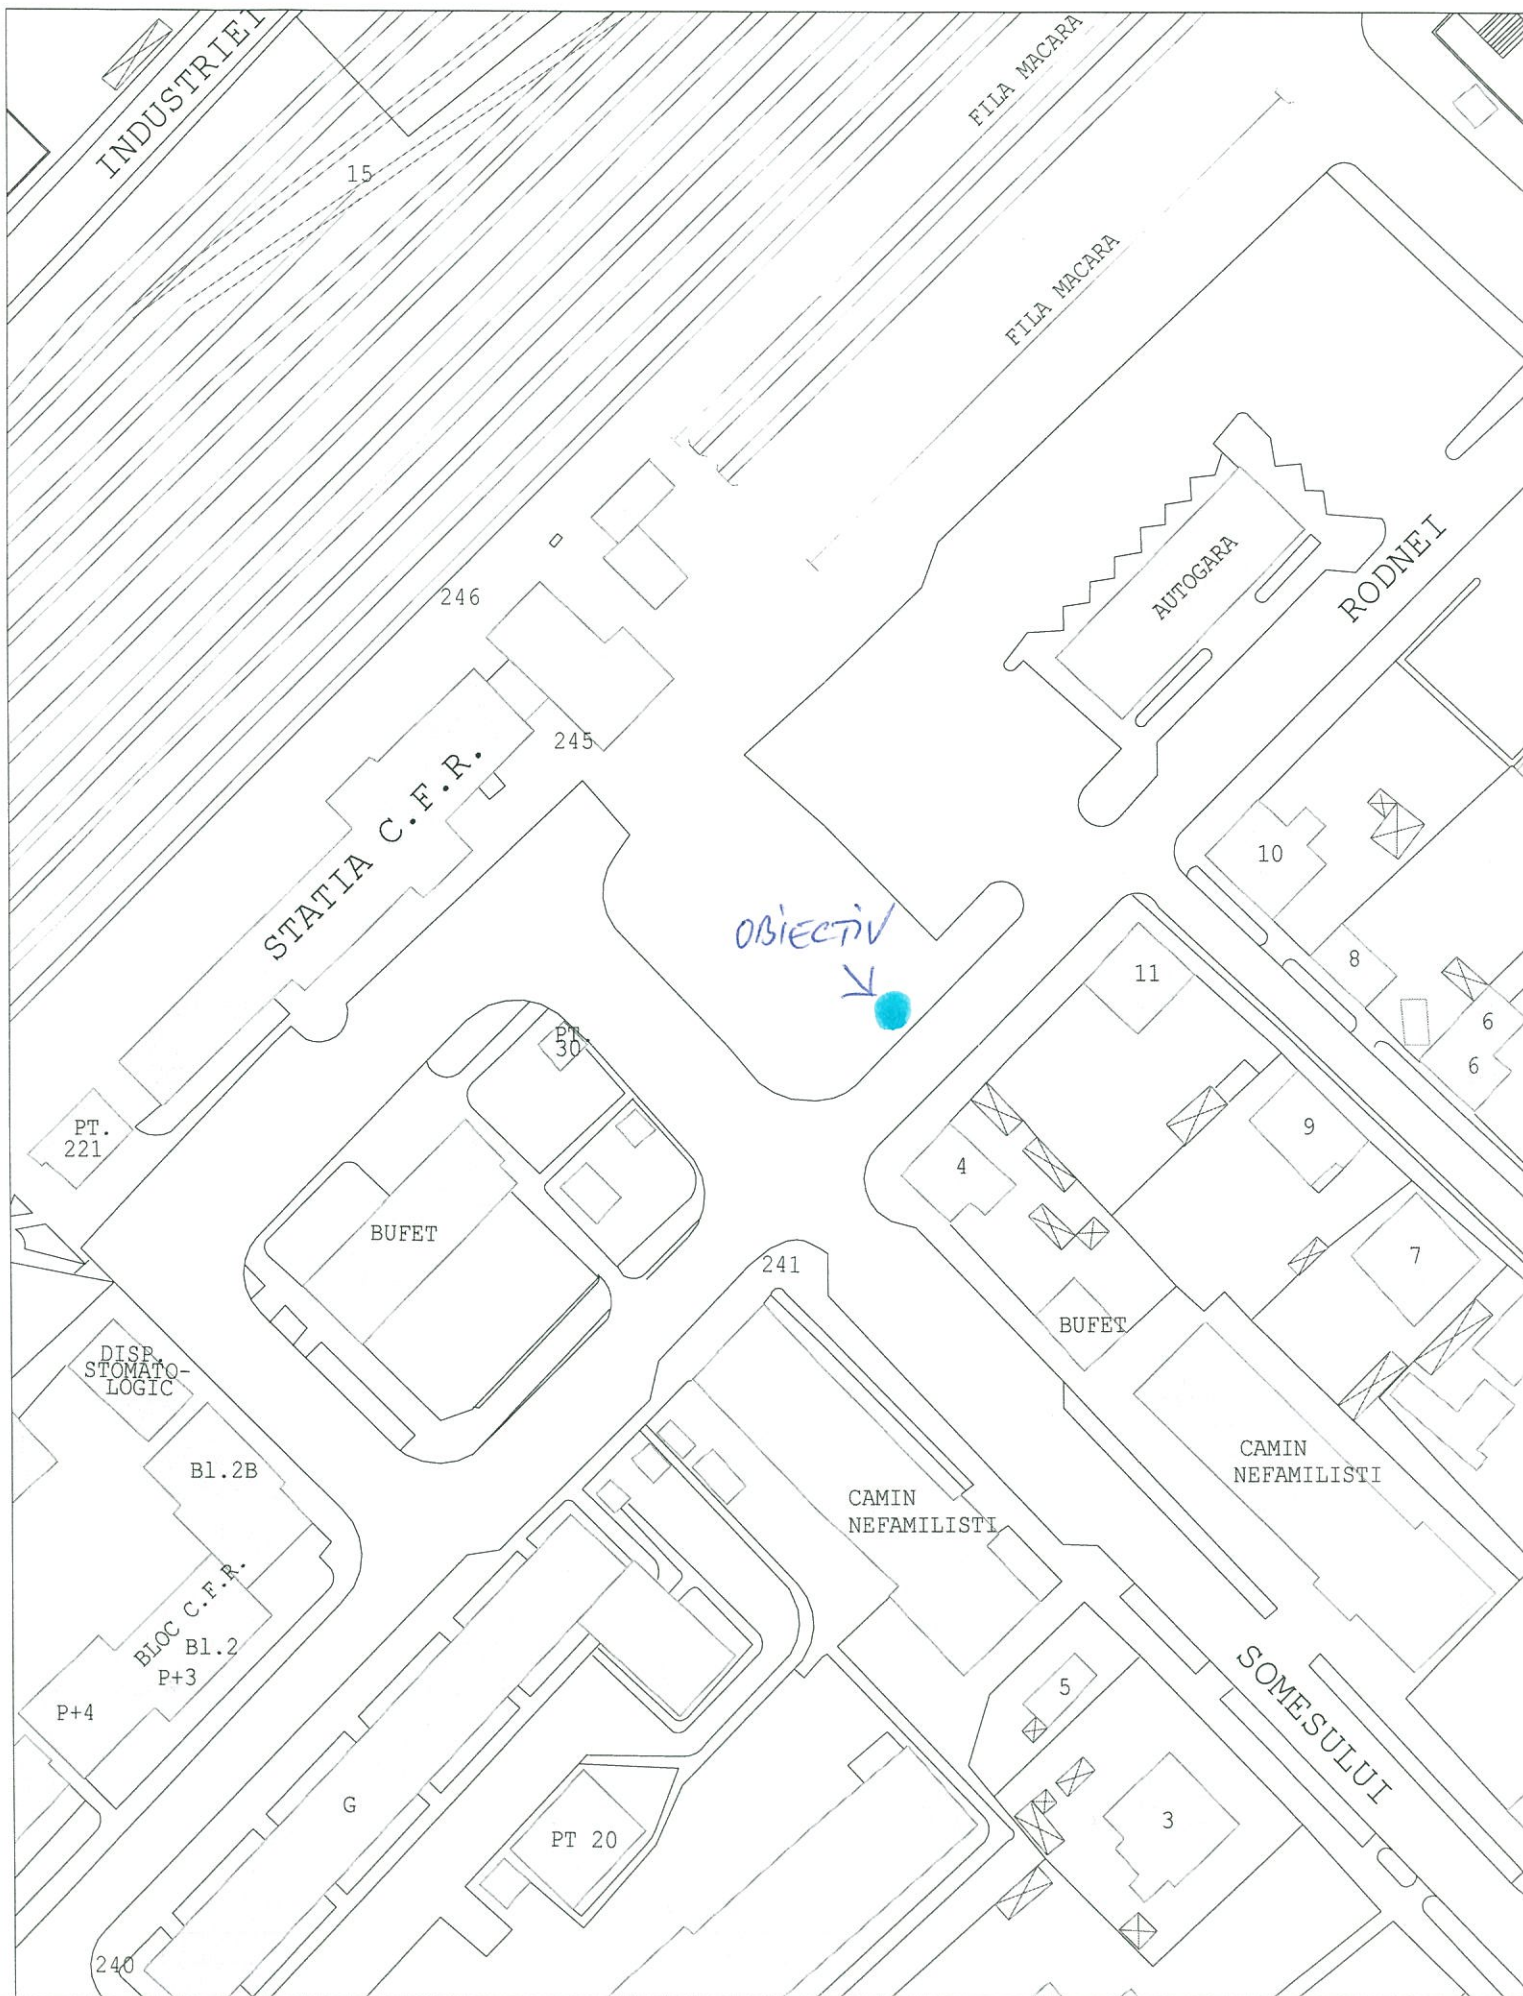 INDUSTRIEI
15
FILA MACARA
FILA MACARA
246
AUTOGARA
RODNEI
245
STATIA C.F.R.
10
OBIECTIV
11
8
6
6
PT.
30
PT.
221
9
4
BUFET
241
7
BUFET
DISP.
STOMATO-
LOGIC
CAMIN
NEFAMILISTI
Bl.2B
CAMIN
NEFAMILISTI
BLOC C.F.R.
Bl.2
P+3
P+4
5
SOMESULUI
G
3
PT 20
240